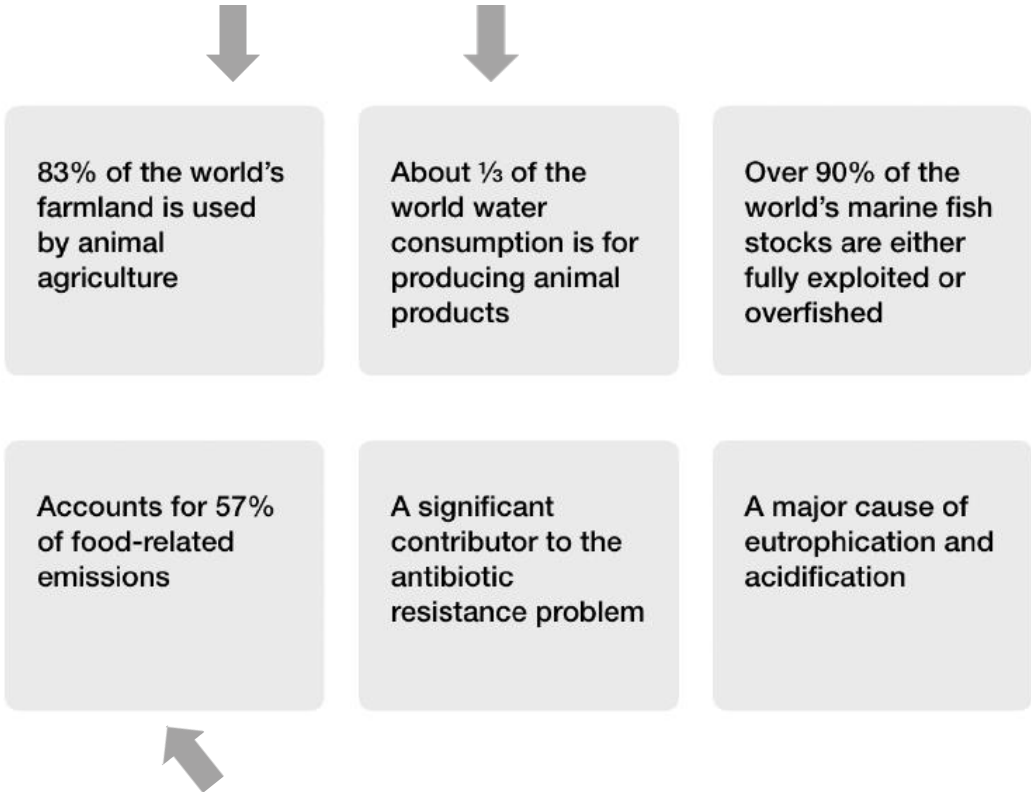 83% of the world’s
farmland is used
by animal
agriculture
About ⅓ of the
world water
consumption is for
producing animal
products
Over 90% of the
world’s marine fish
stocks are either
fully exploited or
overfished
Accounts for 57%
of food-related
emissions
A significant
contributor to the
antibiotic
resistance problem
A major cause of
eutrophication and
acidification